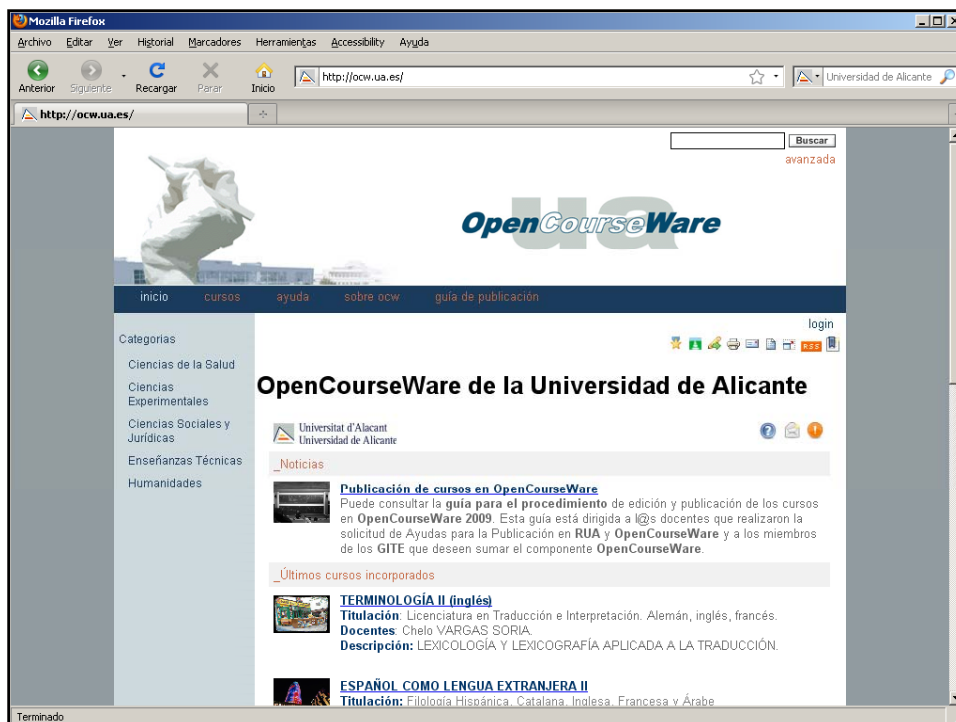 Mozilla Firefox
Archivo Editar Ver Historial Marcadores Herramientas Accessibility Ayuda
Anterior Siguiente Recargar Parar Inicio http://ocw.ua.es/ Universidad de Alicante
http://ocw.ua.es/
Buscar
avanzada
ua
OpenCourseWare
inicio cursos ayuda sobre ocw guía de publicación
login
RSS
Categorias
Ciencias de la Salud
Ciencias
Experimentales
Ciencias Sociales y
Jurídicas
Enseñanzas Técnicas
Humanidades
OpenCourseWare de la Universidad de Alicante
Universitat d'Alacant
Universidad de Alicante
_Noticias
Publicación de cursos en OpenCourseWare
Puede consultar la guía para el procedimiento de edición y publicación de los cursos
en OpenCourseWare 2009. Esta guía está dirigida a l@s docentes que realizaron la
solicitud de Ayudas para la Publicación en RUA y OpenCourseWare y a los miembros
de los GITE que deseen sumar el componente OpenCourseWare.
_Últimos cursos incorporados
TERMINOLOGÍA II (inglés)
Titulación: Licenciatura en Traducción e Interpretación. Alemán, inglés, francés.
Docentes: Chelo VARGAS SORIA.
Descripción: LEXICOLOGÍA Y LEXICOGRAFÍA APLICADA A LA TRADUCCIÓN.
ESPAÑOL COMO LENGUA EXTRANJERA II
Titulación: Filología Hispánica, Catalana, Inglesa, Francesa y Árabe
Terminado